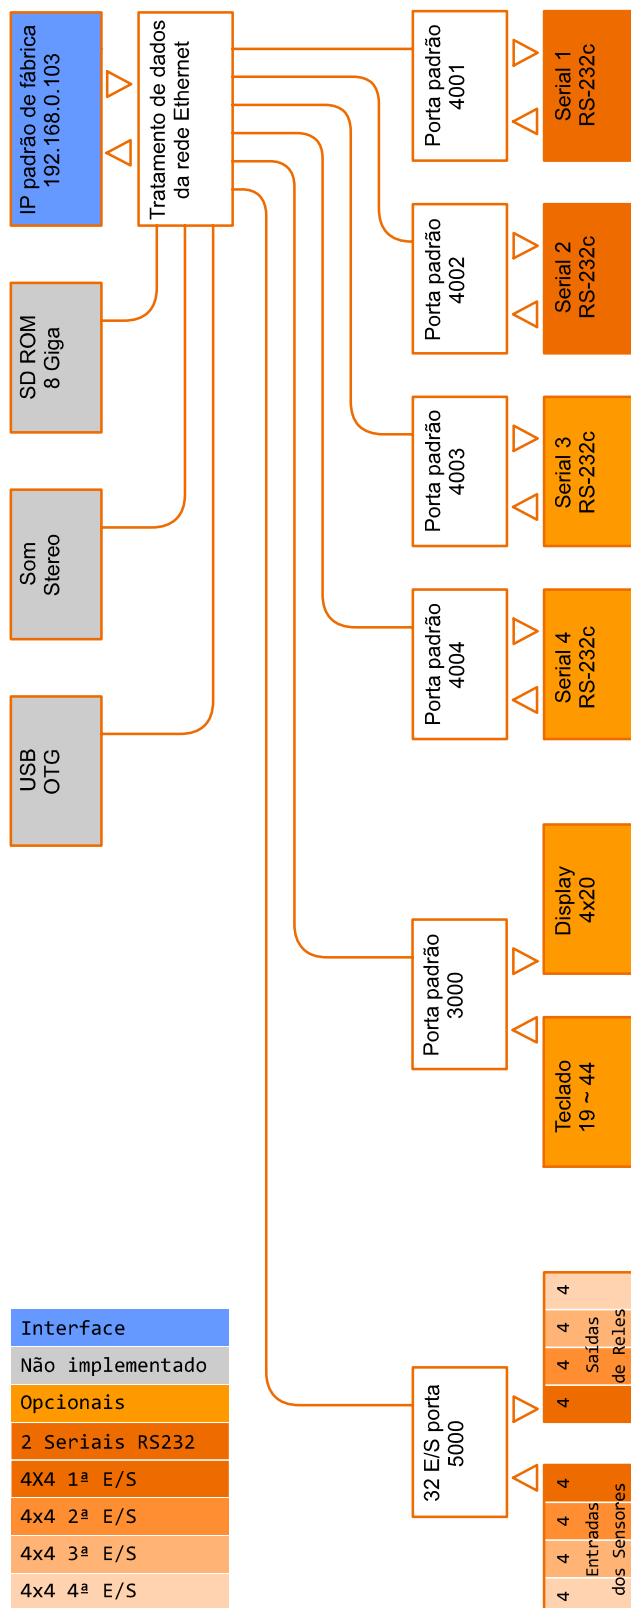 IP padrão de fábrica
192.168.0.103
Tratamento de dados
da rede Ethernet
SD ROM
8 Giga
Som
Stereo
USB
OTG
Porta padrão
4001
Serial 1
RS-232c
Porta padrão
4002
Serial 2
RS-232c
Porta padrão
4003
Serial 3
RS-232c
Porta padrão
4004
Serial 4
RS-232c
Porta padrão
3000
Display
4x20
Teclado
19 ~ 44
32 E/S porta
5000
4 4 4 4
Saídas
de Reles
4 4 4 4
Entradas
dos Sensores
Interface
Não implementado
Opcionais
2 Seriais RS232
4X4 1ª E/S
4x4 2ª E/S
4x4 3ª E/S
4x4 4ª E/S